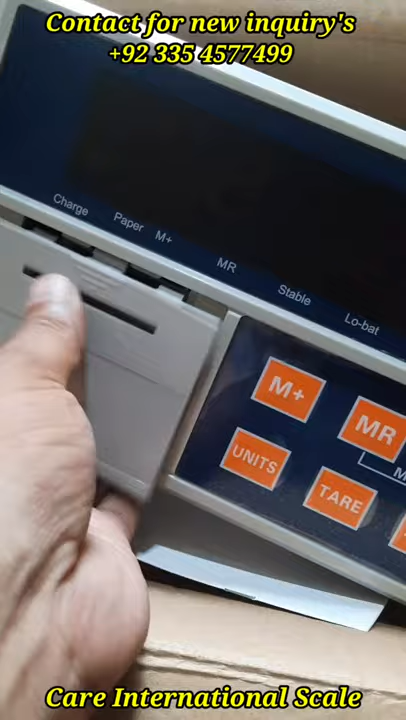 Contact for new inquiry's
+92 335 4577499
Charge Paper M+ MR Stable Lo-bat
M+ MR
UNITS TARE
Care International Scale